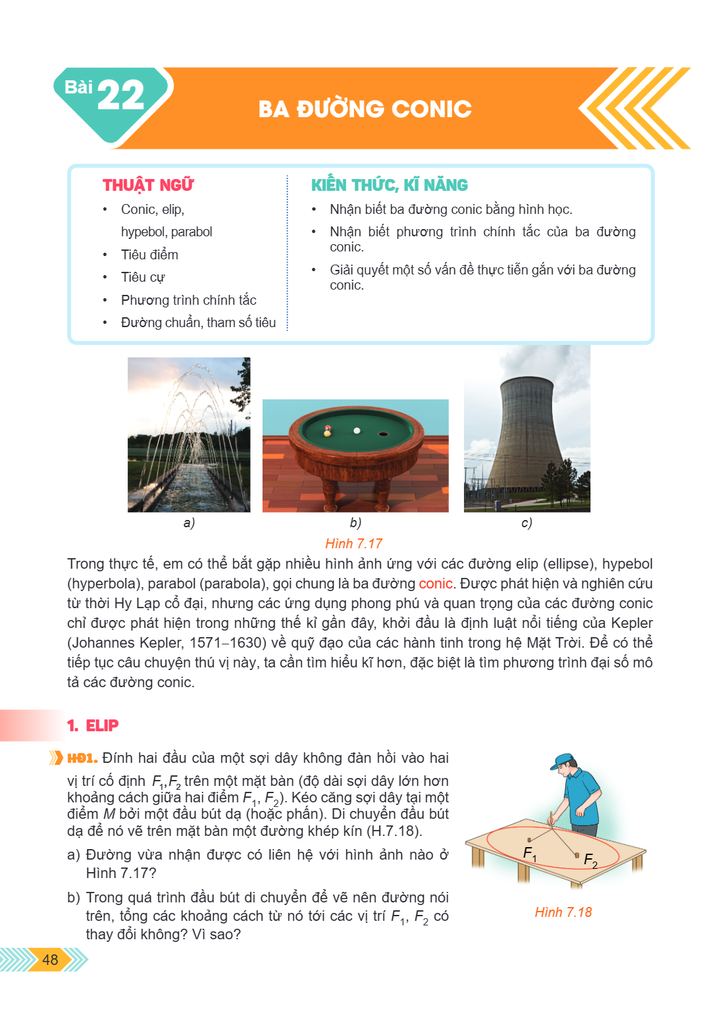 Bài 22
BA ĐƯỜNG CONIC
THUẬT NGỮ
• Conic, elip,
hypebol, parabol
• Tiêu điểm
• Tiêu cự
• Phương trình chính tắc
• Đường chuẩn, tham số tiêu
KIẾN THỨC, KĨ NĂNG
• Nhận biết ba đường conic bằng hình học.
• Nhận biết phương trình chính tắc của ba đường
conic.
• Giải quyết một số vấn đề thực tiễn gắn với ba đường
conic.
a)
b)
c)
Hình 7.17
Trong thực tế, em có thể bắt gặp nhiều hình ảnh ứng với các đường elip (ellipse), hypebol
(hyperbola), parabol (parabola), gọi chung là ba đường conic. Được phát hiện và nghiên cứu
từ thời Hy Lạp cổ đại, nhưng các ứng dụng phong phú và quan trọng của các đường conic
chỉ được phát hiện trong những thế kỉ gần đây, khởi đầu là định luật nổi tiếng của Kepler
(Johannes Kepler, 1571–1630) về quỹ đạo của các hành tinh trong hệ Mặt Trời. Để có thể
tiếp tục câu chuyện thú vị này, ta cần tìm hiểu kĩ hơn, đặc biệt là tìm phương trình đại số mô
tả các đường conic.
1. ELIP
HĐ1. Đính hai đầu của một sợi dây không đàn hồi vào hai
vị trí cố định F₁,F₂ trên một mặt bàn (độ dài sợi dây lớn hơn
khoảng cách giữa hai điểm F₁, F₂). Kéo căng sợi dây tại một
điểm M bởi một đầu bút dạ (hoặc phấn). Di chuyển đầu bút
dạ để nó vẽ trên mặt bàn một đường khép kín (H.7.18).
a) Đường vừa nhận được có liên hệ với hình ảnh nào ở
Hình 7.17?
b) Trong quá trình đầu bút di chuyển để vẽ nên đường nói
trên, tổng các khoảng cách từ nó tới các vị trí F₁, F₂ có
thay đổi không? Vì sao?
F₁
F₂
Hình 7.18
48